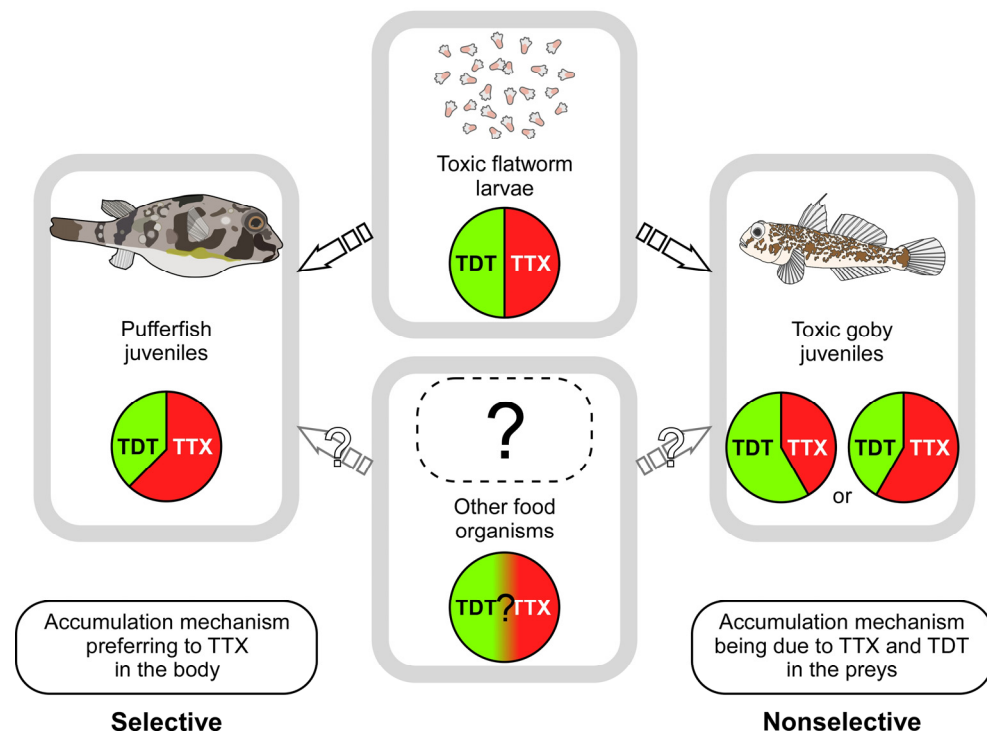 Toxic flatworm
larvae
TDT TTX
Pufferfish
juveniles
TDT TTX
Toxic goby
juveniles
TDT TTX
or
TDT TTX
?
?
?
Other food
organisms
TDT ? TTX
Accumulation mechanism
preferring to TTX
in the body
Selective
Accumulation mechanism
being due to TTX and TDT
in the preys
Nonselective